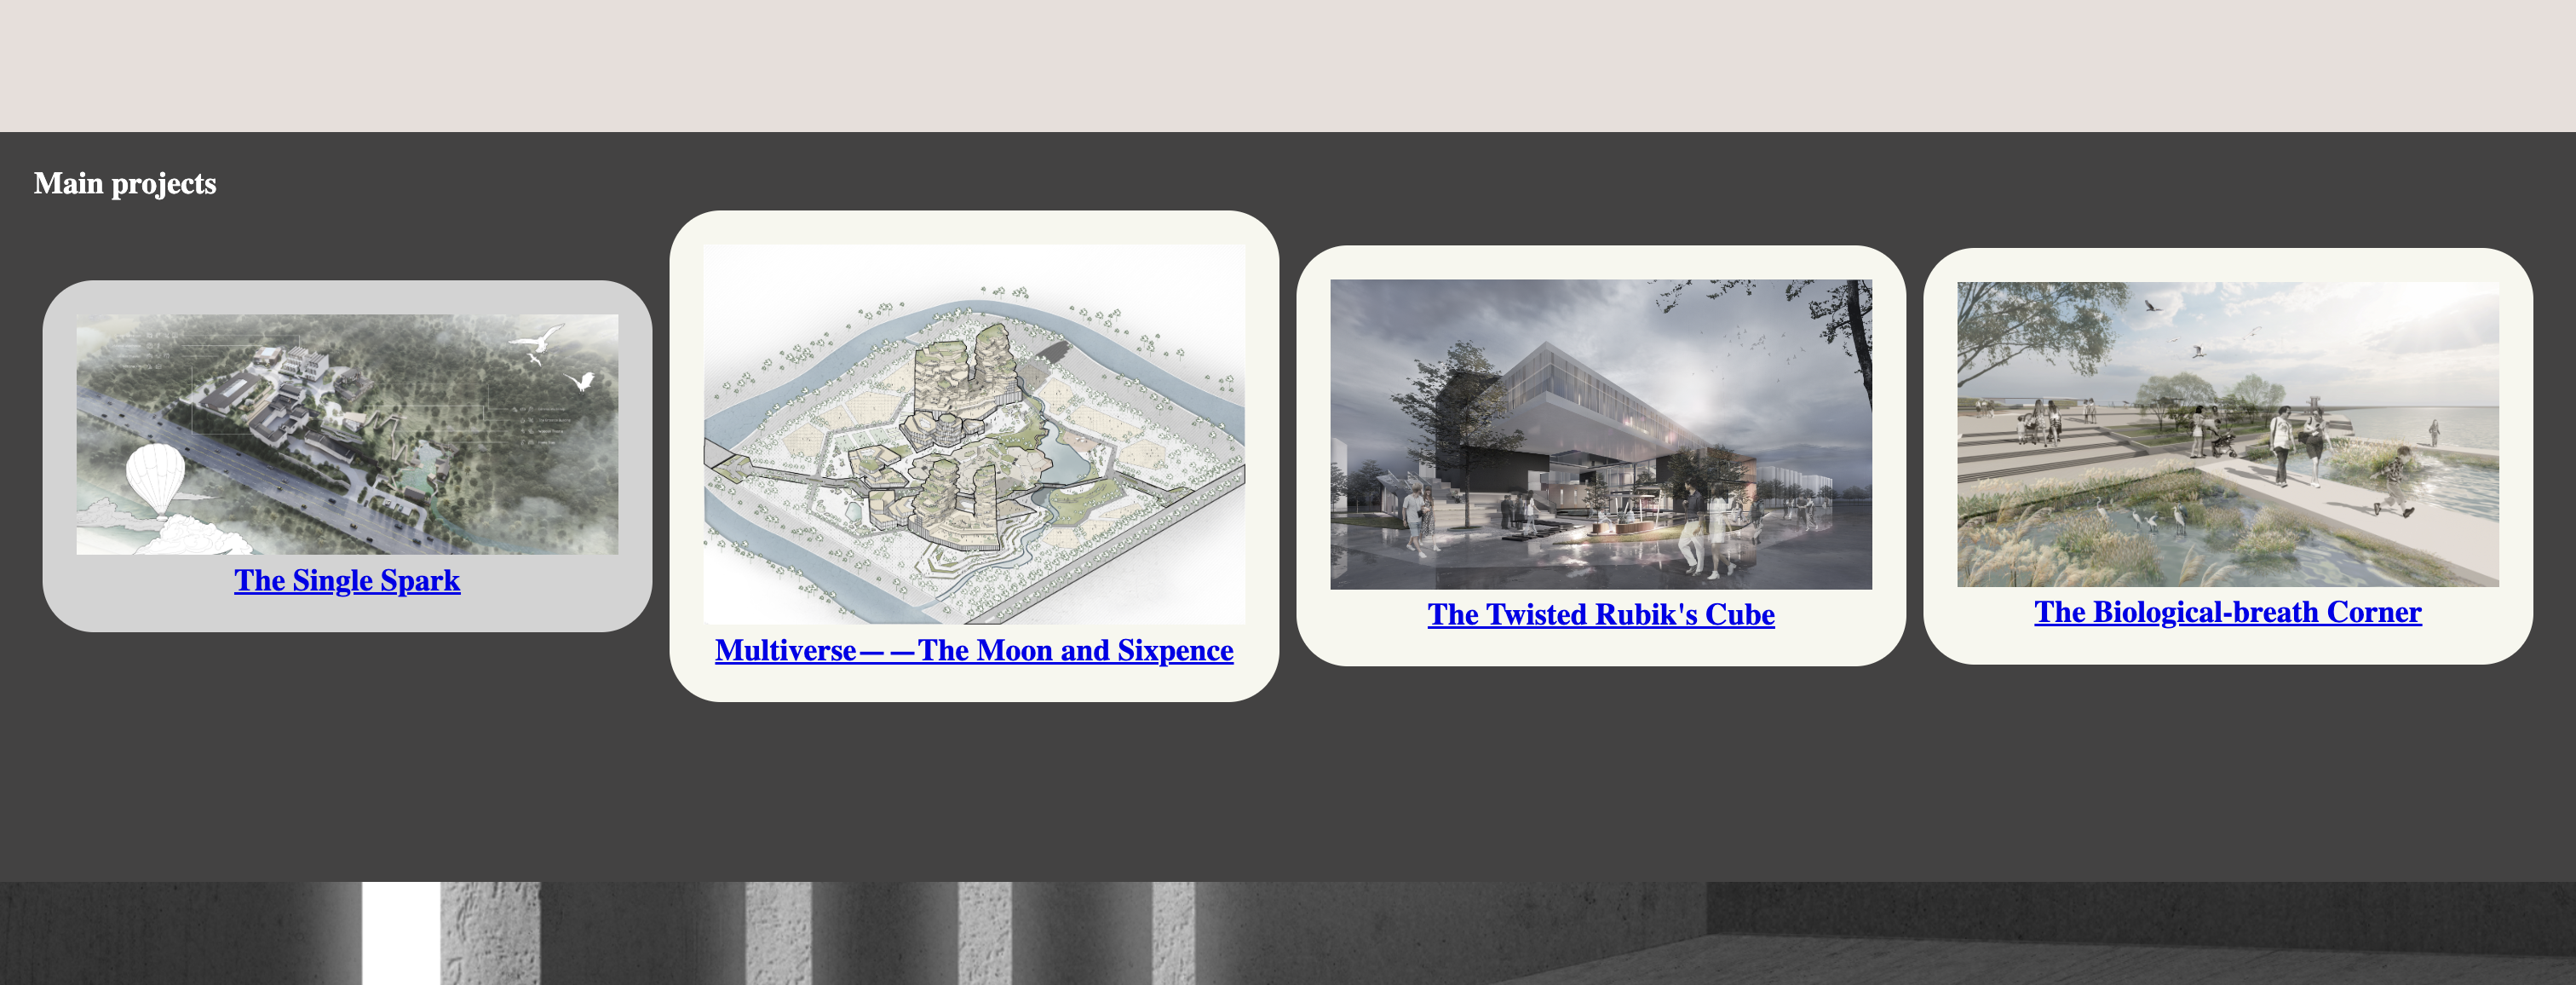 Main projects
The Single Spark
Multiverse——The Moon and Sixpence
The Twisted Rubik's Cube
The Biological-breath Corner